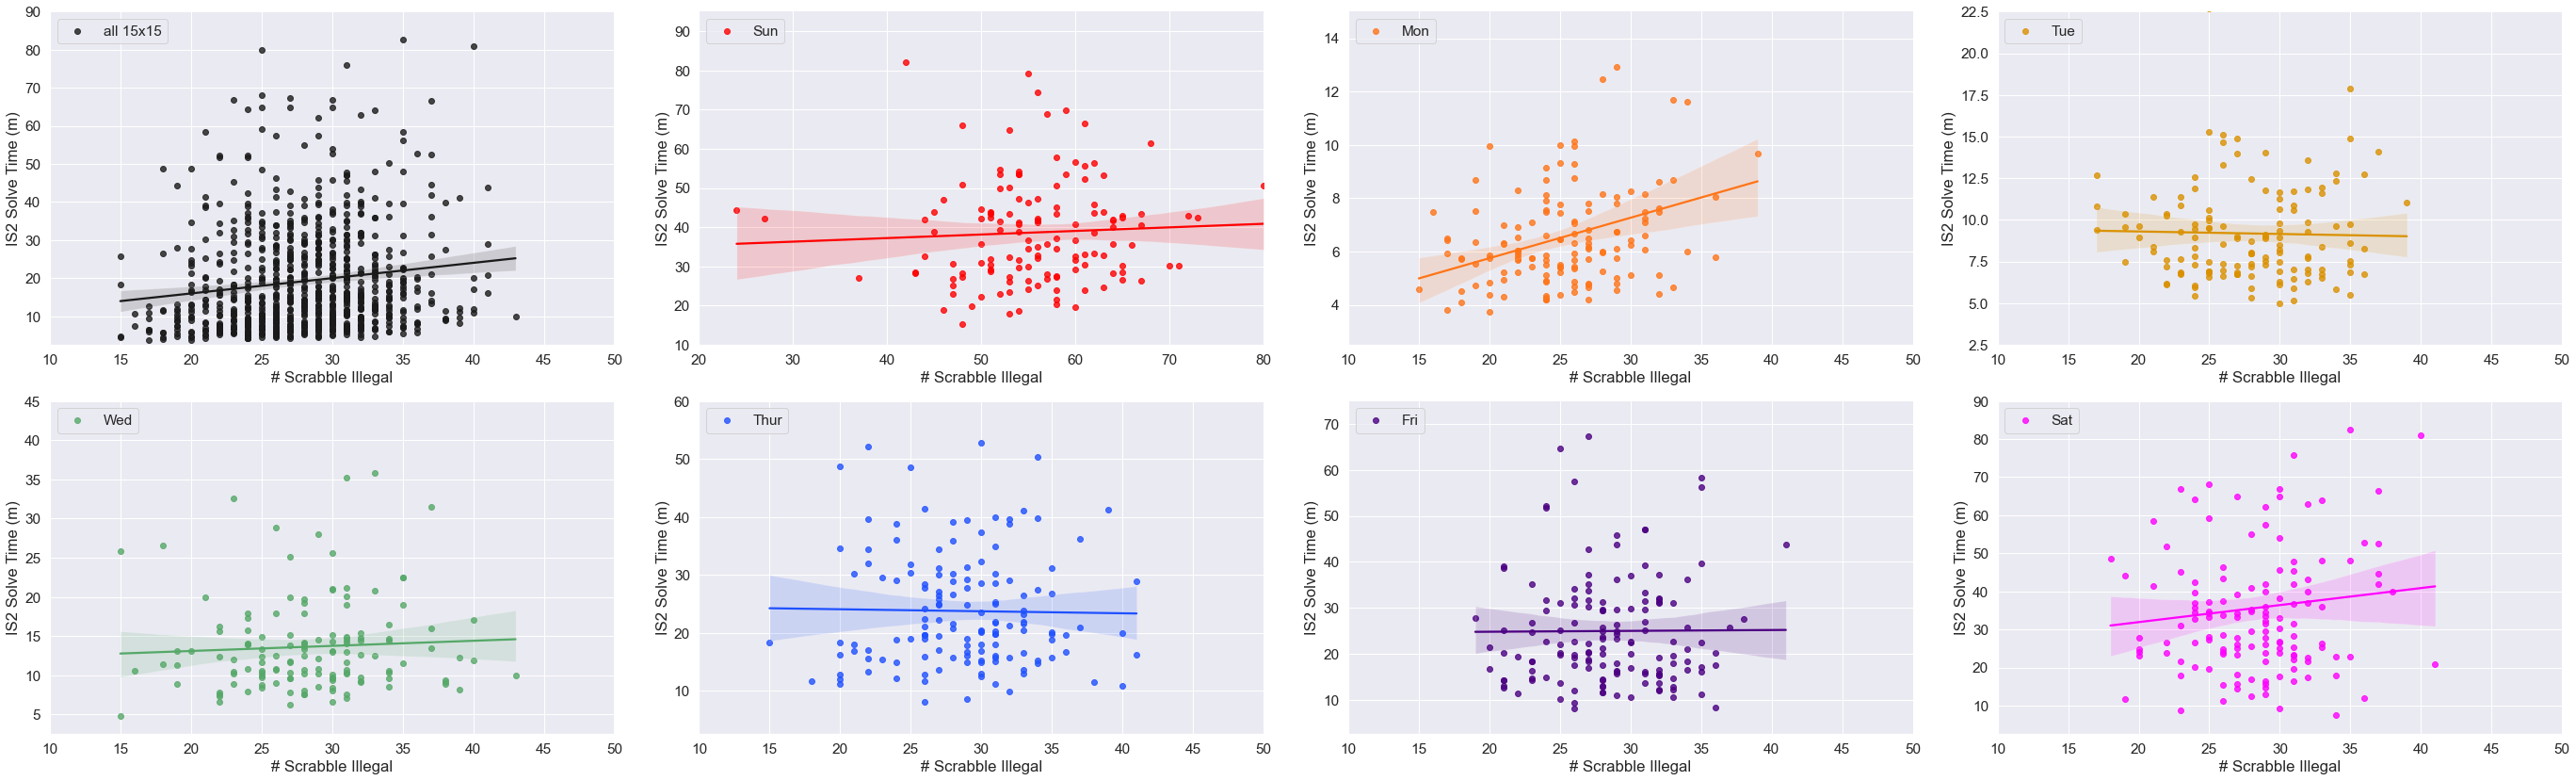 all 15x15
IS2 Solve Time (m)
90
80
70
60
50
40
30
20
10
10 15 20 25 30 35 40 45 50
# Scrabble Illegal
Sun
IS2 Solve Time (m)
90
80
70
60
50
40
30
20
10
20 30 40 50 60 70 80
# Scrabble Illegal
Mon
IS2 Solve Time (m)
14
12
10
8
6
4
10 15 20 25 30 35 40 45 50
# Scrabble Illegal
Tue
IS2 Solve Time (m)
22.5
20.0
17.5
15.0
12.5
10.0
7.5
5.0
2.5
10 15 20 25 30 35 40 45 50
# Scrabble Illegal
Wed
IS2 Solve Time (m)
45
40
35
30
25
20
15
10
5
10 15 20 25 30 35 40 45 50
# Scrabble Illegal
Thur
IS2 Solve Time (m)
60
50
40
30
20
10
10 15 20 25 30 35 40 45 50
# Scrabble Illegal
Fri
IS2 Solve Time (m)
70
60
50
40
30
20
10
10 15 20 25 30 35 40 45 50
# Scrabble Illegal
Sat
IS2 Solve Time (m)
90
80
70
60
50
40
30
20
10
10 15 20 25 30 35 40 45 50
# Scrabble Illegal